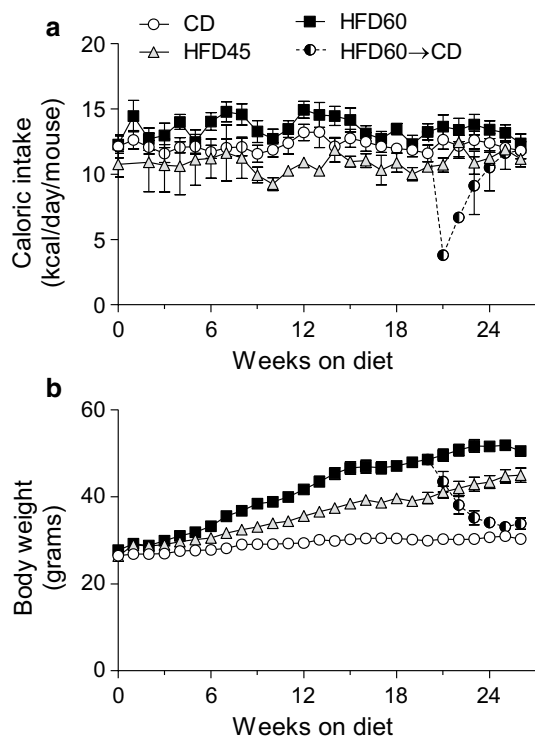 a
CD
HFD60
HFD45
HFD60→CD
20
15
10
5
0
Caloric intake
(kcal/day/mouse)
0
6
12
18
24
Weeks on diet
b
60
40
20
0
Body weight
(grams)
0
6
12
18
24
Weeks on diet